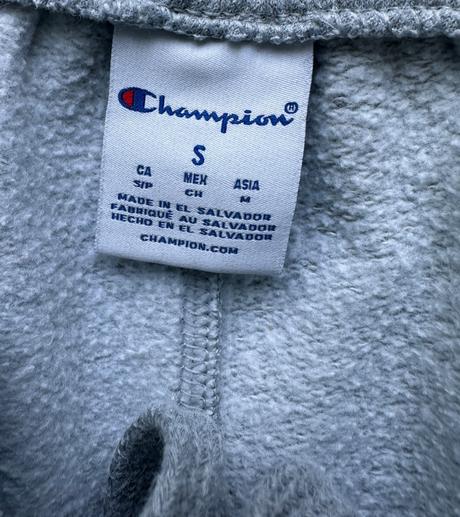 Champion®
S
CA MEX ASIA
S/P CH M
MADE IN EL SALVADOR
FABRIQUÉ AU SALVADOR
HECHO EN EL SALVADOR
CHAMPION.COM